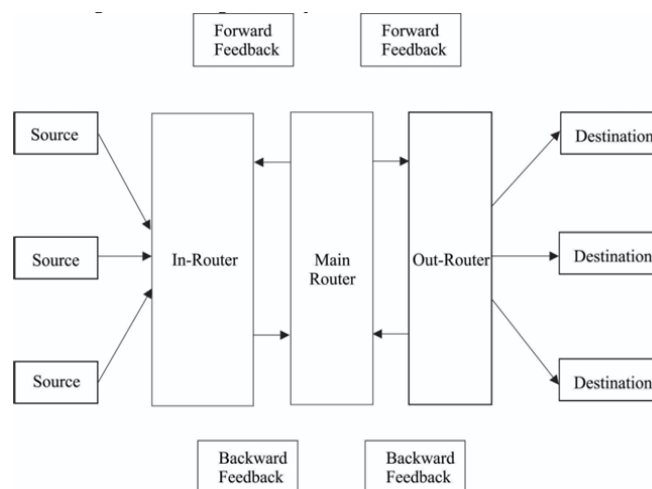 Forward
Feedback
Forward
Feedback
Source
Destination
Source
In-Router
Main
Router
Out-Router
Destination
Source
Destination
Backward
Feedback
Backward
Feedback